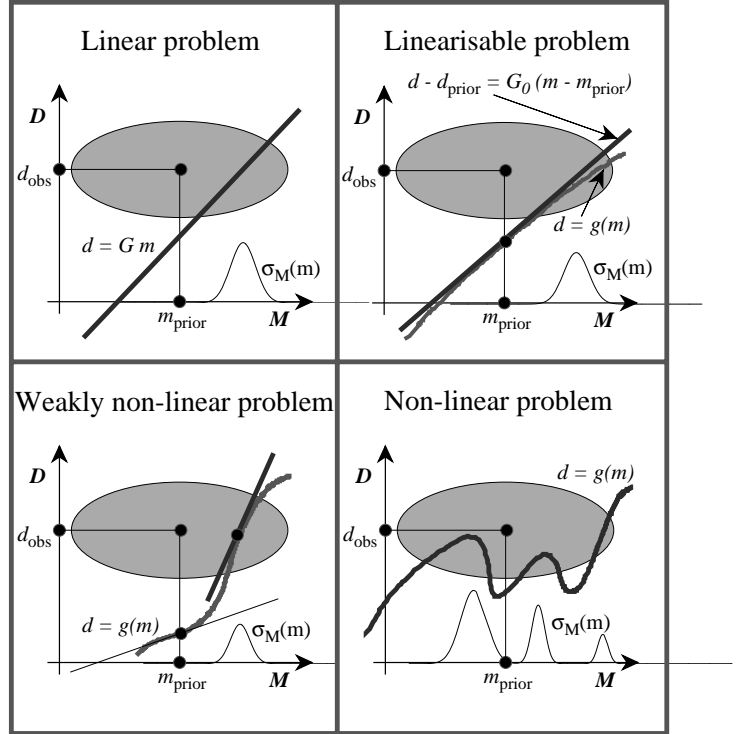 Linear problem
D
d_obs
d = G m
σ_M(m)
m_prior
M
Linearisable problem
d - d_prior = G_0 (m - m_prior)
D
d_obs
d = g(m)
σ_M(m)
m_prior
M
Weakly non-linear problem
D
d_obs
d = g(m)
σ_M(m)
m_prior
M
Non-linear problem
d = g(m)
D
d_obs
σ_M(m)
m_prior
M